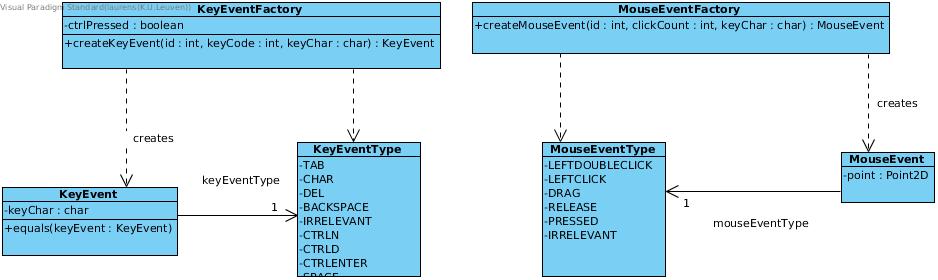 Visual Paradigm Standard(laurens(K.U.Leuven))
KeyEventFactory
-ctrlPressed : boolean
+createKeyEvent(id : int, keyCode : int, keyChar : char) : KeyEvent
MouseEventFactory
+createMouseEvent(id : int, clickCount : int, keyChar : char) : MouseEvent
creates
creates
KeyEventType
-TAB
-CHAR
-DEL
-BACKSPACE
-IRRELEVANT
-CTRLN
-CTRLD
-CTRLENTER
-SPACE
MouseEventType
-LEFTDOUBLECLICK
-LEFTCLICK
-DRAG
-RELEASE
-PRESSED
-IRRELEVANT
MouseEvent
-point : Point2D
keyEventType
1
KeyEvent
-keyChar : char
+equals(keyEvent : KeyEvent)
1
mouseEventType